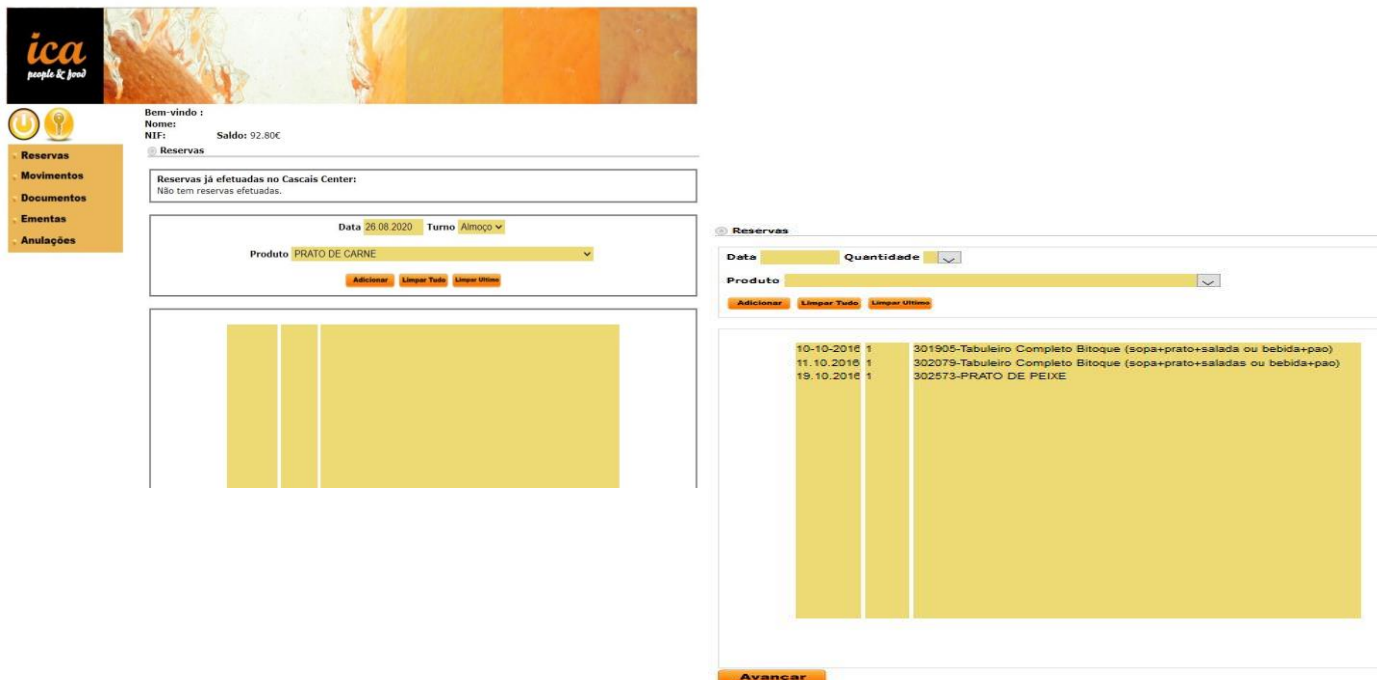 ica
people & food
Bem-vindo :
Nome:
NIF: Saldo: 92.80€
Reservas
Movimentos
Documentos
Ementas
Anulações
Reservas
Reservas já efetuadas no Cascais Center:
Não tem reservas efetuadas.
Data 26.08.2020 Turno Almoço
Produto PRATO DE CARNE
Adicionar Limpar Tudo Limpar Ultimo
Reservas
Data Quantidade
Produto
Adicionar Limpar Tudo Limpar Ultimo
10-10-2016 1 301905-Tabuleiro Completo Bitoque (sopa+prato+salada ou bebida+pao)
11.10.2016 1 302079-Tabuleiro Completo Bitoque (sopa+prato+saladas ou bebida+pao)
19.10.2016 1 302573-PRATO DE PEIXE
Avançar